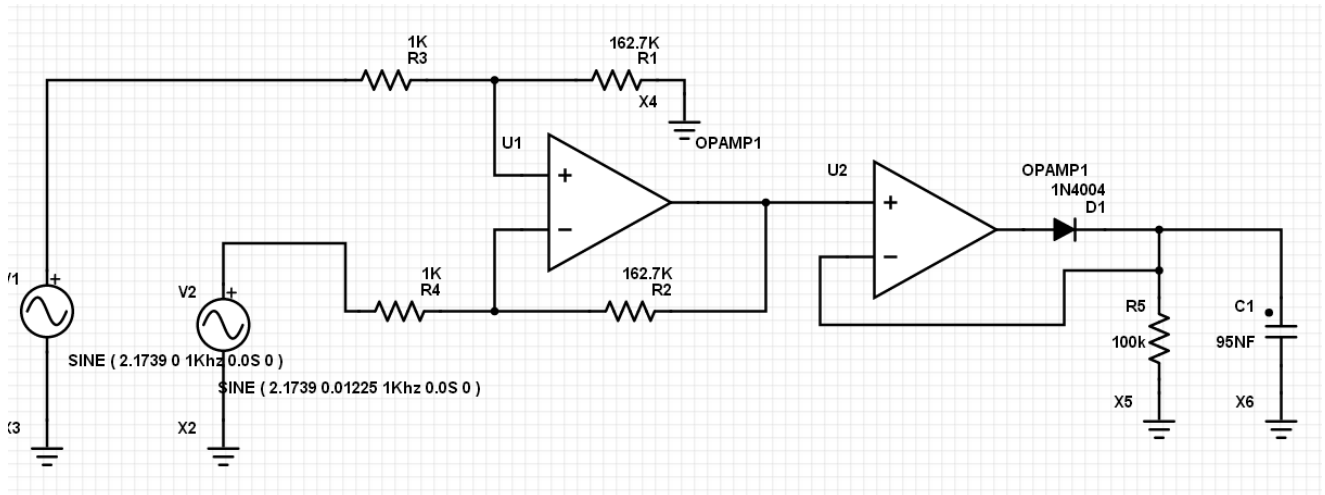 1K
R3
162.7K
R1
X4
U1
+
−
OPAMP1
U2
+
−
OPAMP1
1N4004
D1
1K
R4
162.7K
R2
+
V2
+
SINE ( 2.1739 0 1Khz 0.0S 0 )
SINE ( 2.1739 0.01225 1Khz 0.0S 0 )
X2
R5
100k
X5
C1
95NF
X6